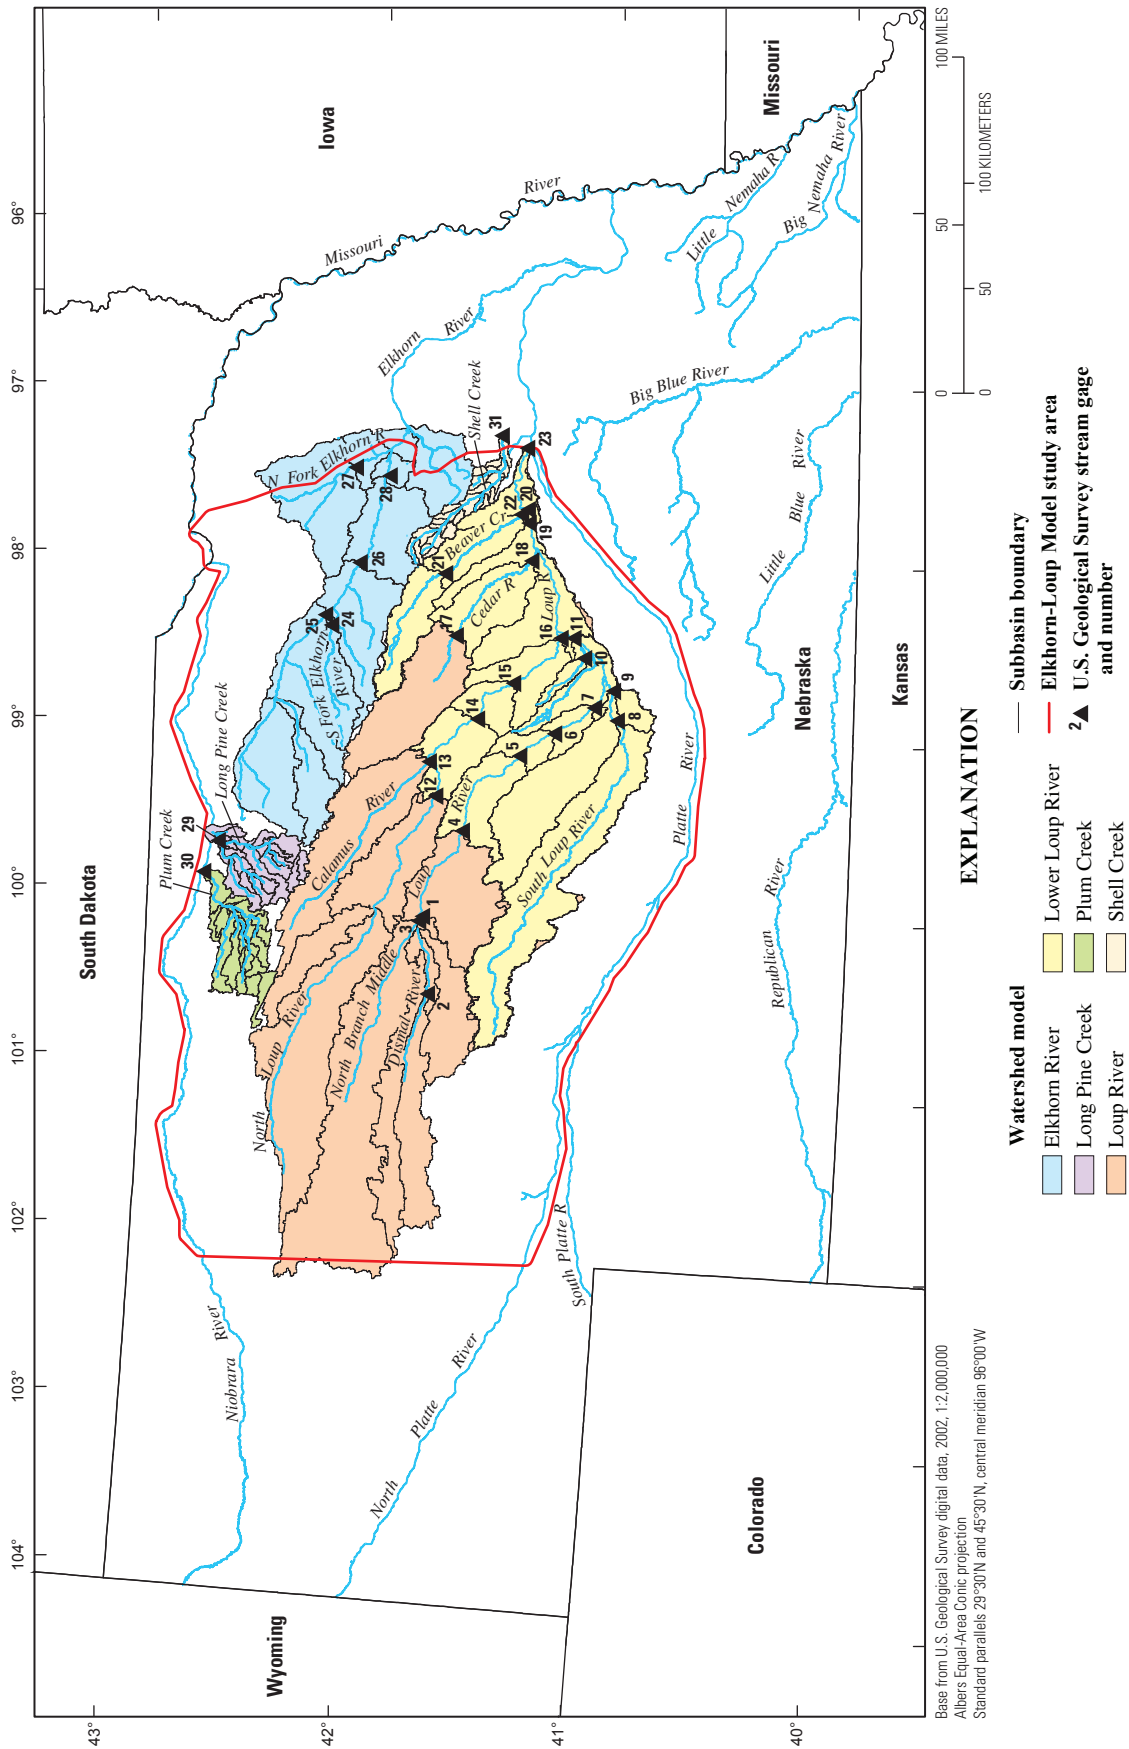 104°
103°
102°
101°
100°
99°
98°
97°
96°
43°
42°
41°
40°
South Dakota
Wyoming
Iowa
Missouri
Colorado
Nebraska
Kansas
Niobrara
River
Plum Creek
Long Pine Creek
30
29
North
Platte
River
South Platte R
North
Loup
River
Calamus
River
North Branch Middle
Loup
River
Dismal River
South Loup River
S Fork Elkhorn
River
N Fork Elkhorn R
Elkhorn
River
Shell Creek
Beaver Cr
Cedar R
Loup R
Platte
River
Missouri
River
Big Blue River
Little
Blue
River
Republican
River
Little
Nemaha R
Big
Nemaha River
1
2
3
4
5
6
7
8
9
10
11
12
13
14
15
16
17
18
19
20
21
22
23
24
25
26
27
28
31
Base from U.S. Geological Survey digital data, 2002, 1:2,000,000
Albers Equal-Area Conic projection
Standard parallels 29°30'N and 45°30'N, central meridian 96°00'W
0
50
100 MILES
0
50
100 KILOMETERS
EXPLANATION
Watershed model
Elkhorn River
Long Pine Creek
Loup River
Lower Loup River
Plum Creek
Shell Creek
Subbasin boundary
Elkhorn-Loup Model study area
2
U.S. Geological Survey stream gage
and number